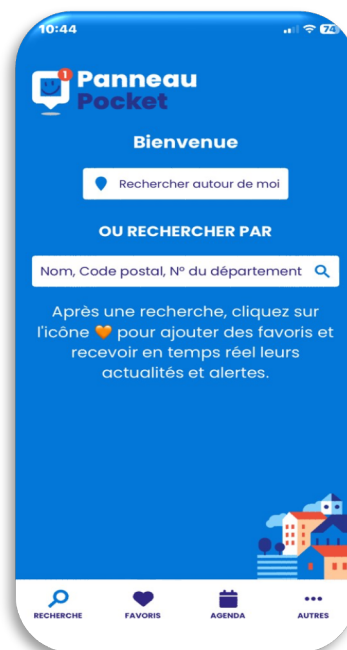 10:44
74
1
Panneau
Pocket
Bienvenue
Rechercher autour de moi
OU RECHERCHER PAR
Nom, Code postal, N° du département
Après une recherche, cliquez sur
l'icône 🧡 pour ajouter des favoris et
recevoir en temps réel leurs
actualités et alertes.
RECHERCHE FAVORIS AGENDA AUTRES